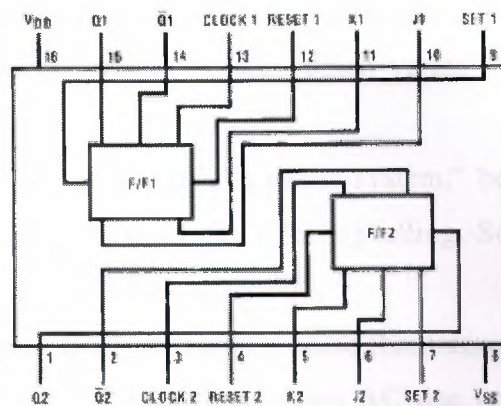 VDD Q1 Q̄1 CLOCK 1 RESET 1 K1 J1 SET 1
16 15 14 13 12 11 10 9
F/F1
F/F2
1 2 3 4 5 6 7 8
Q2 Q̄2 CLOCK 2 RESET 2 K2 J2 SET 2 VSS